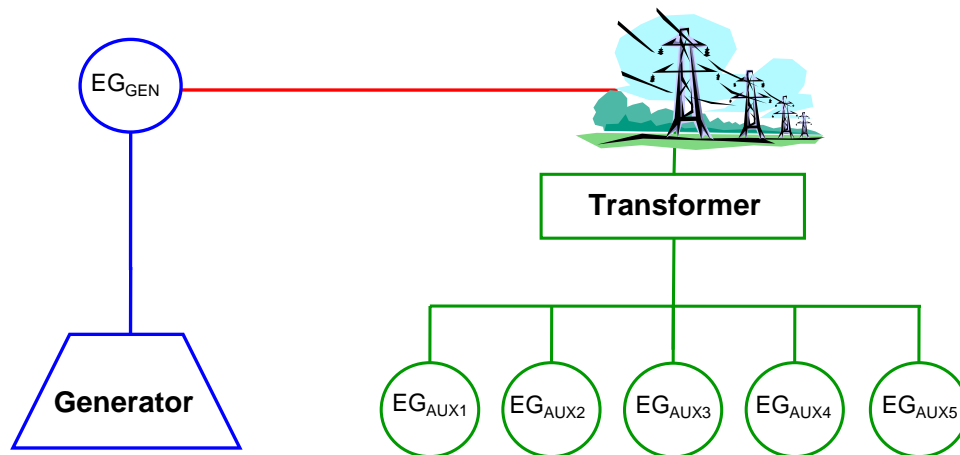 EGGEN
Transformer
Generator
EGAUX1
EGAUX2
EGAUX3
EGAUX4
EGAUX5